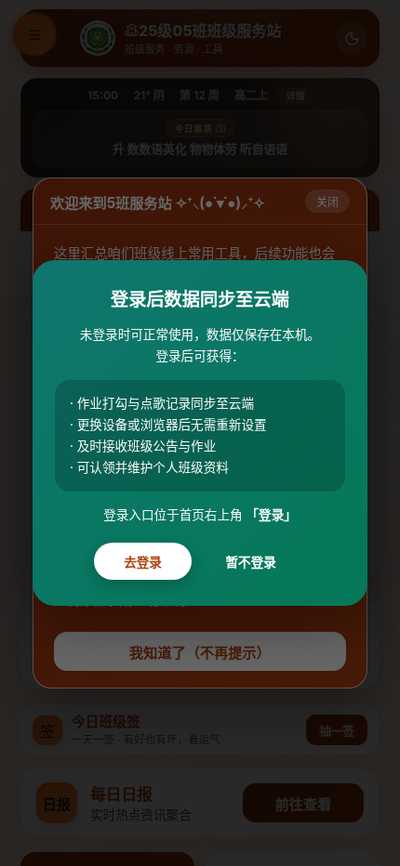 25级05班班级服务站
班级服务 · 资源 · 工具
15:00 21° 阴 第 12 周 高二上 详情
升 数数语英化 物物体劳 听自语语
欢迎来到5班服务站 ✧⁺⸜(●˙▾˙●)⸝⁺✧
关闭
这里汇总咱们班级线上常用工具，后续功能也会
登录后数据同步至云端
未登录时可正常使用，数据仅保存在本机。
登录后可获得：
· 作业打勾与点歌记录同步至云端
· 更换设备或浏览器后无需重新设置
· 及时接收班级公告与作业
· 可认领并维护个人班级资料
登录入口位于首页右上角 「登录」
去登录
暂不登录
我知道了（不再提示）
签
今日班级签
一天一签 · 有好也有坏，看运气
抽一签
日报
每日日报
实时热点资讯聚合
前往查看